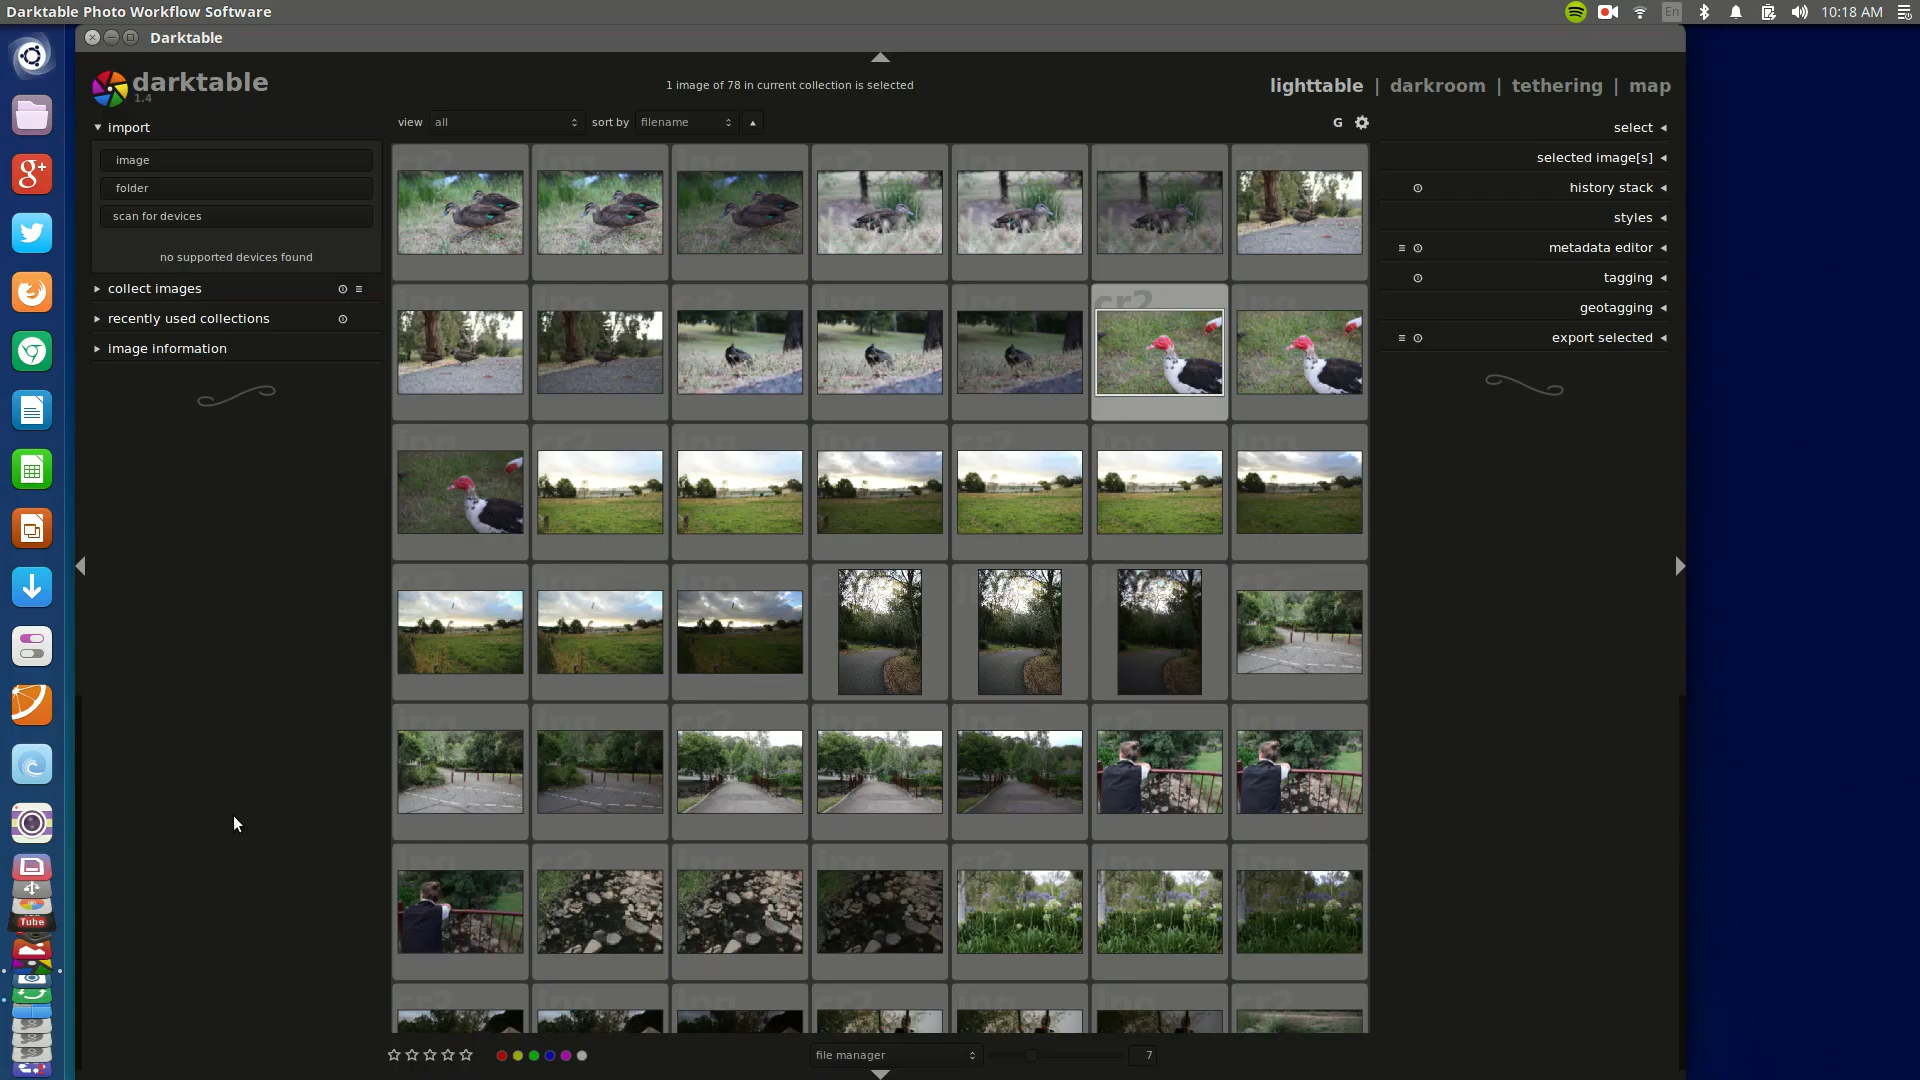 Darktable Photo Workflow Software
En
10:18 AM
Darktable
darktable
1.4
1 image of 78 in current collection is selected
lighttable | darkroom | tethering | map
import
view all sort by filename
G
image
folder
scan for devices
no supported devices found
collect images
recently used collections
image information
select
selected image[s]
history stack
styles
metadata editor
tagging
geotagging
export selected
cr2
g+
Tube
file manager
7